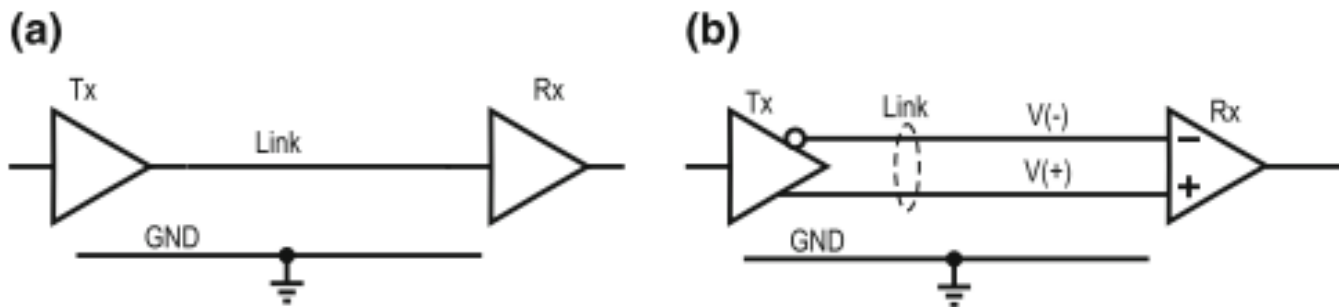 (a)
Tx
Rx
Link
GND
(b)
Tx
Link
V(-)
Rx
−
V(+)
+
GND